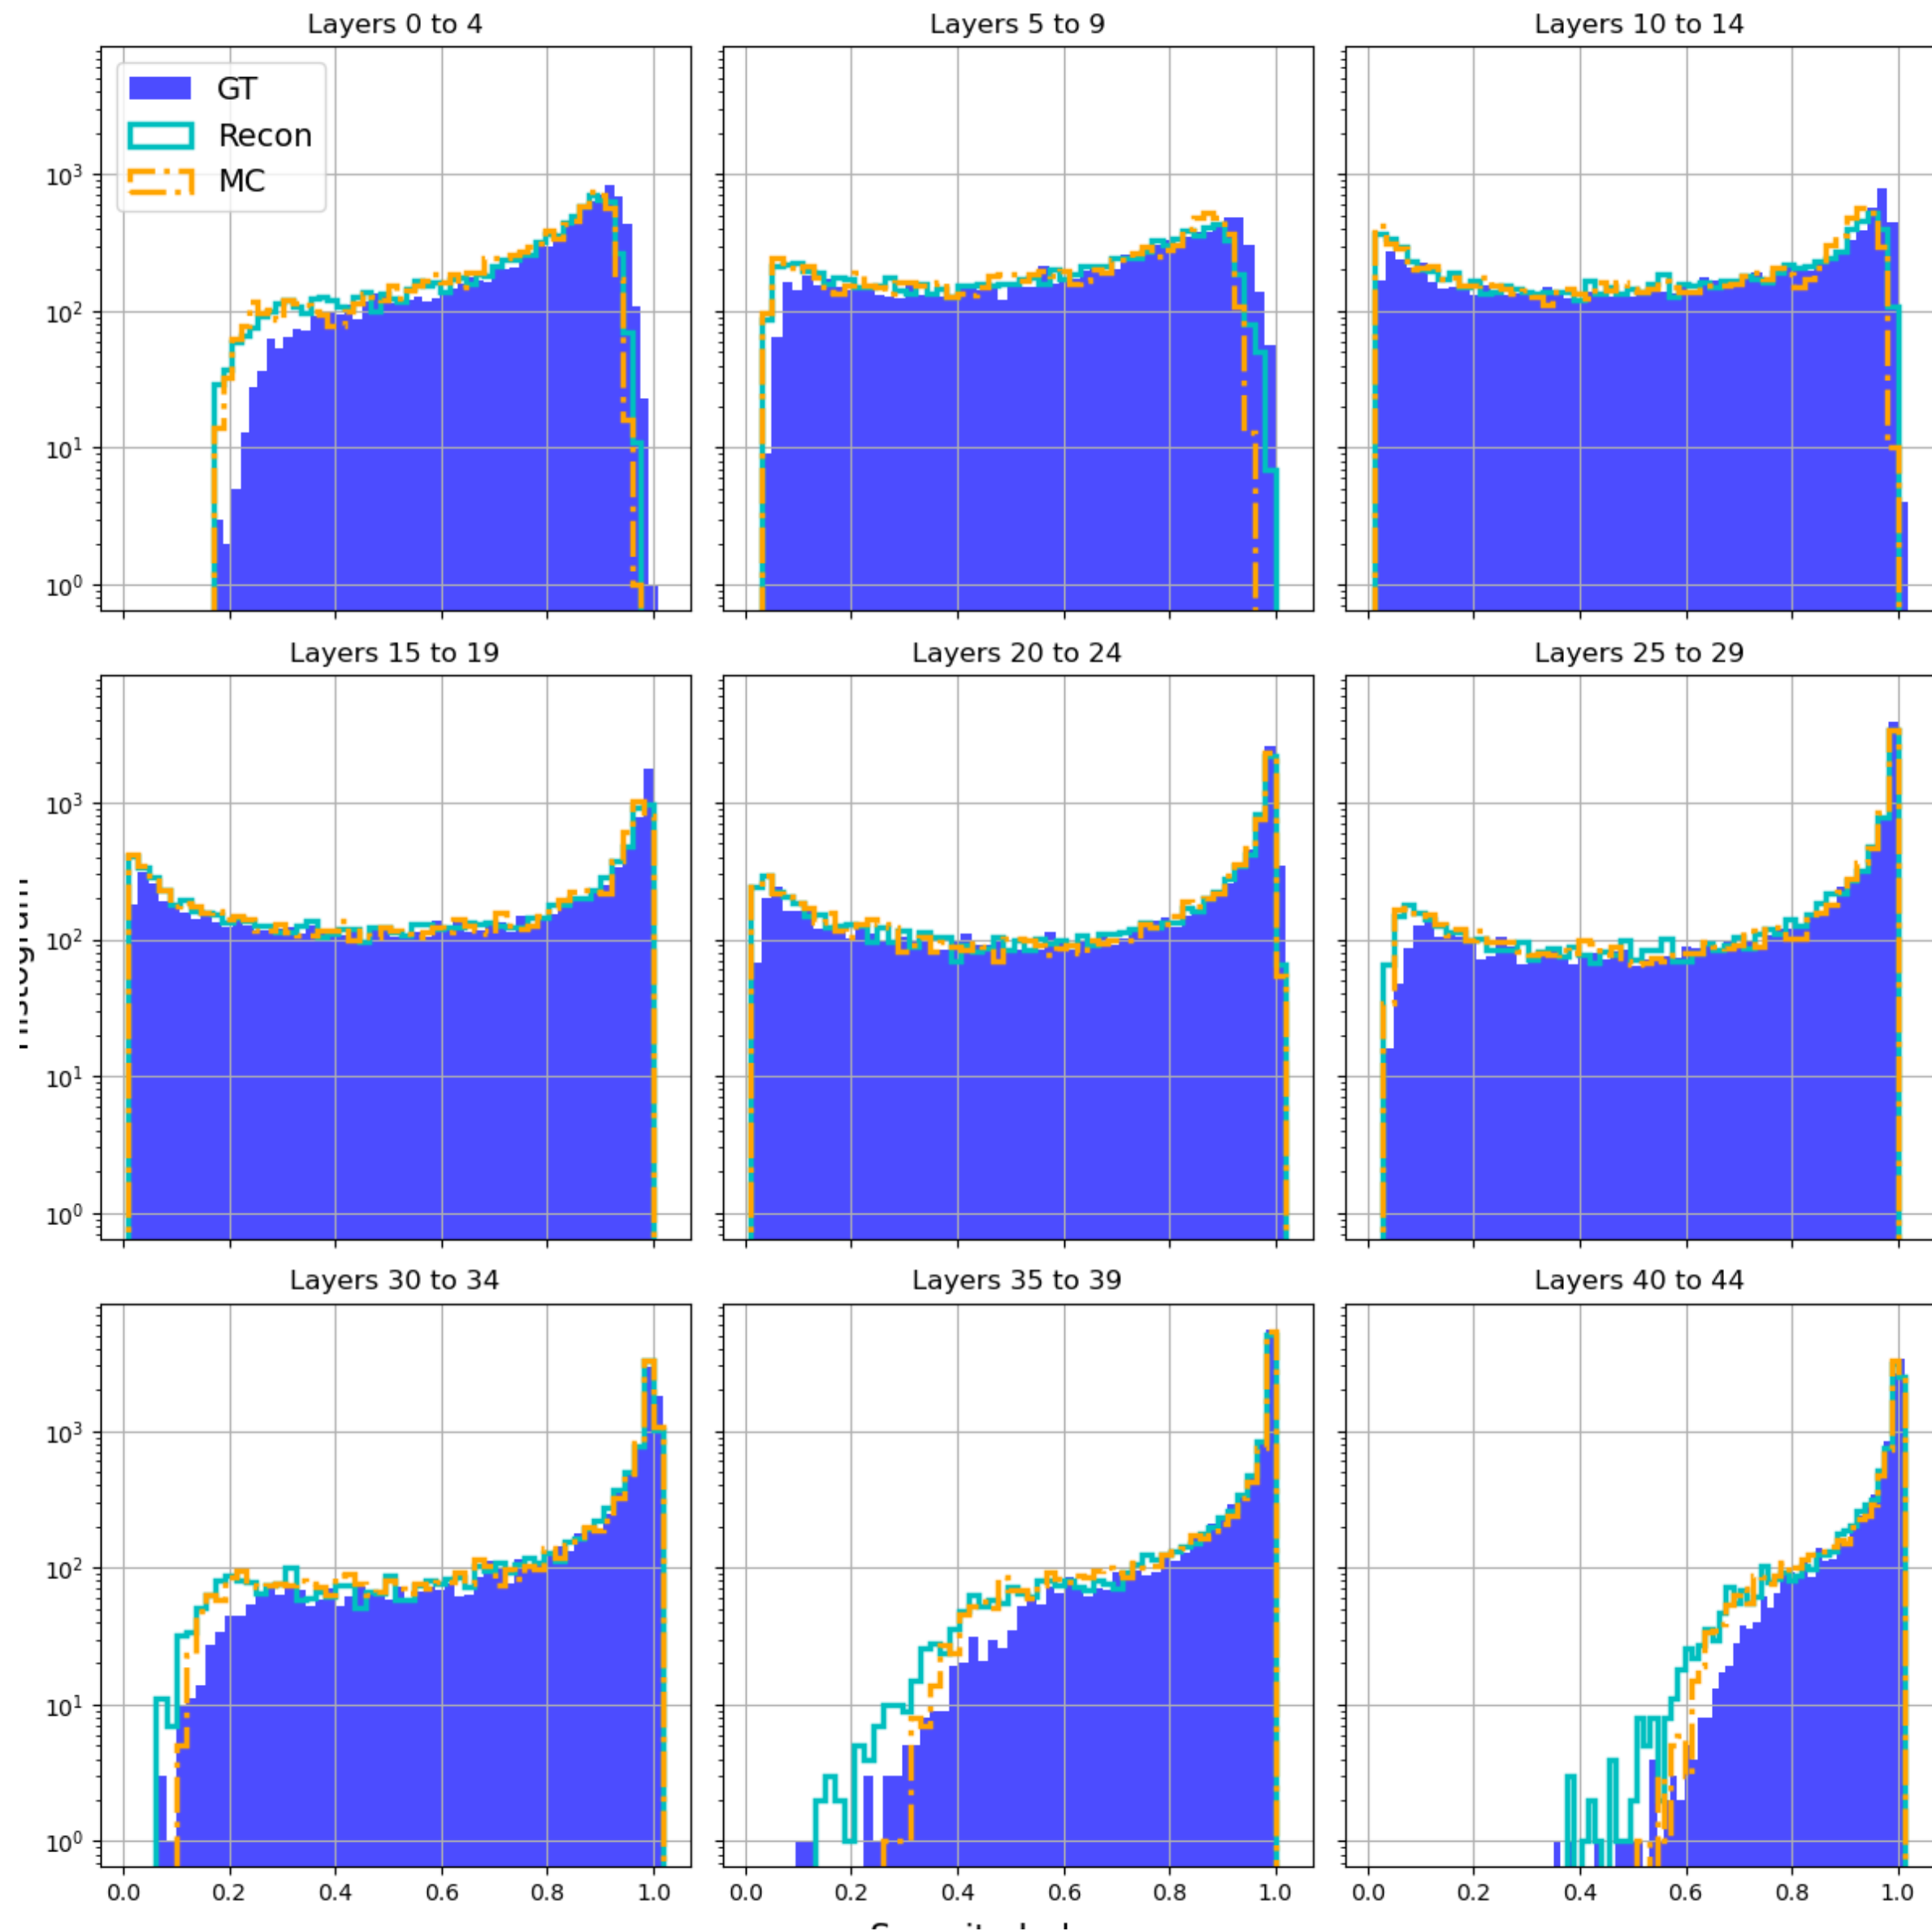 Layers 0 to 4
Layers 5 to 9
Layers 10 to 14
GT
Recon
MC
10³
10²
10¹
10⁰
Layers 15 to 19
Layers 20 to 24
Layers 25 to 29
10³
10²
10¹
10⁰
Layers 30 to 34
Layers 35 to 39
Layers 40 to 44
10³
10²
10¹
10⁰
0.0 0.2 0.4 0.6 0.8 1.0 0.0 0.2 0.4 0.6 0.8 1.0 0.0 0.2 0.4 0.6 0.8 1.0